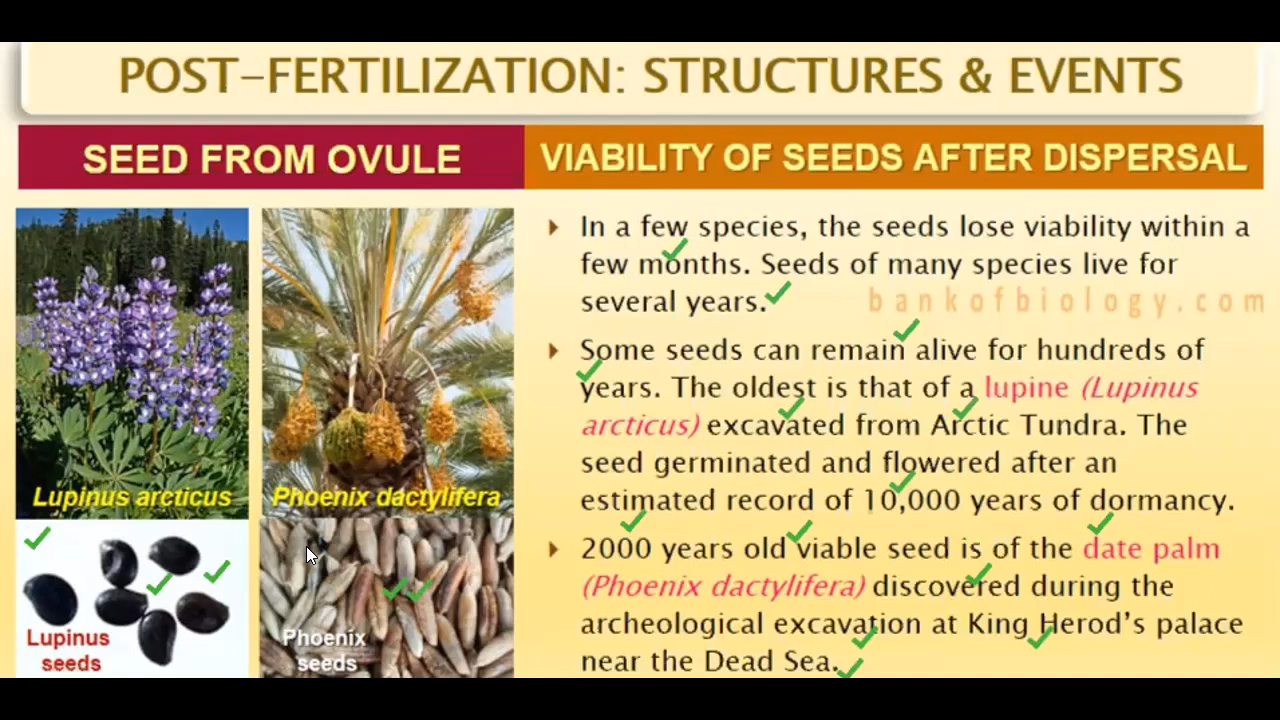 POST-FERTILIZATION: STRUCTURES & EVENTS
SEED FROM OVULE
VIABILITY OF SEEDS AFTER DISPERSAL
Lupinus arcticus
Phoenix dactylifera
Lupinus
seeds
Phoenix
seeds
In a few species, the seeds lose viability within a
few months. Seeds of many species live for
several years.
bankofbiology.com
Some seeds can remain alive for hundreds of
years. The oldest is that of a lupine (Lupinus
arcticus) excavated from Arctic Tundra. The
seed germinated and flowered after an
estimated record of 10,000 years of dormancy.
2000 years old viable seed is of the date palm
(Phoenix dactylifera) discovered during the
archeological excavation at King Herod's palace
near the Dead Sea.